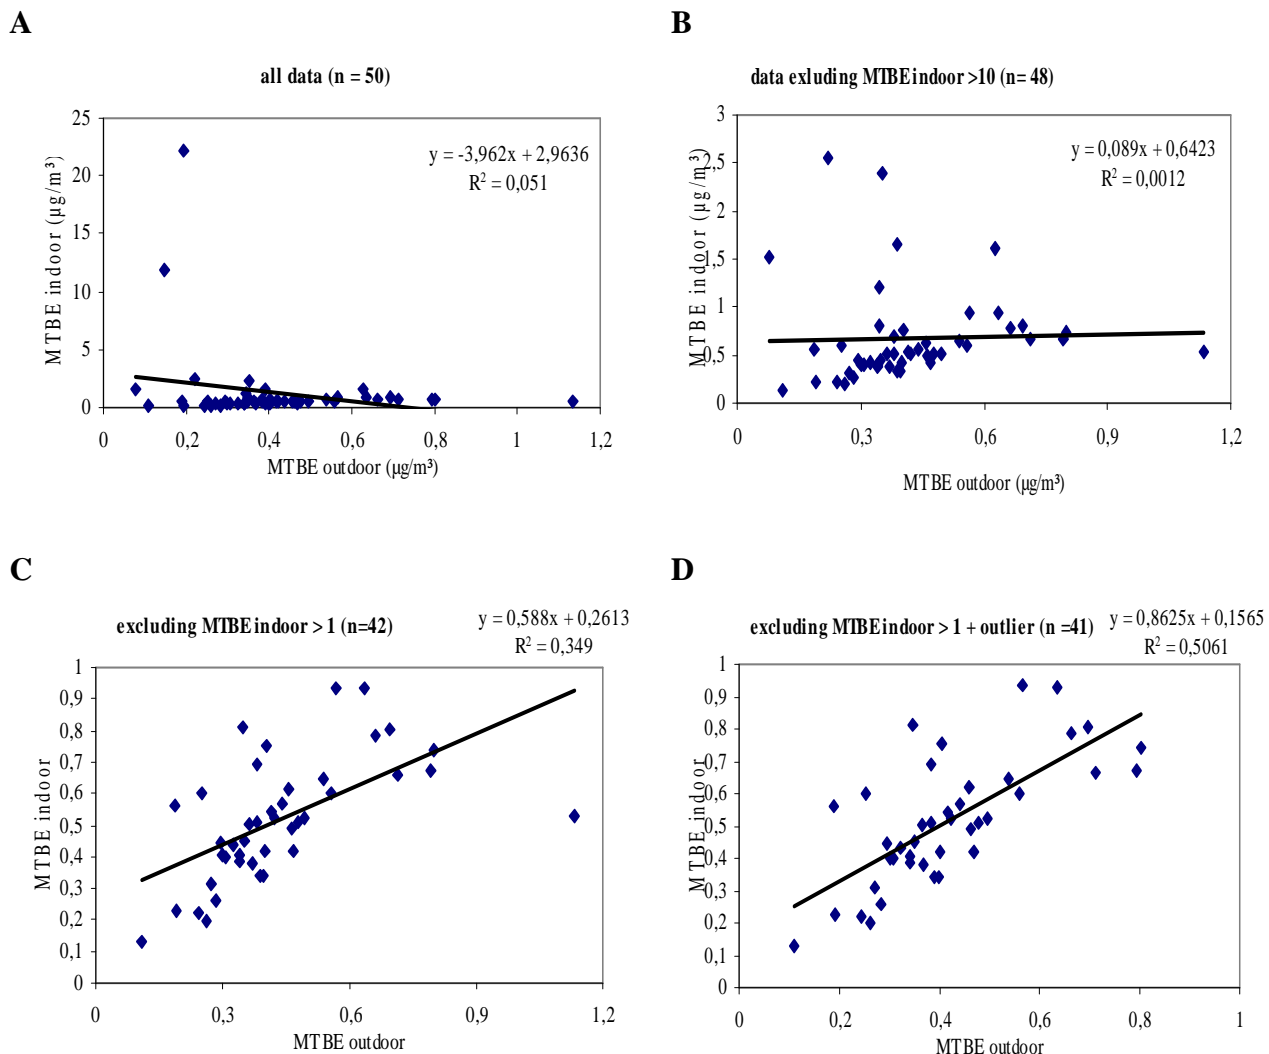 A
all data (n = 50)
25
20
15
10
5
0
MTBE indoor (µg/m³)
y = -3,962x + 2,9636
R² = 0,051
0 0,2 0,4 0,6 0,8 1 1,2
MTBE outdoor (µg/m³)
B
data exluding MTBE indoor >10 (n= 48)
3
2,5
2
1,5
1
0,5
0
MTBE indoor (µg/m³)
y = 0,089x + 0,6423
R² = 0,0012
0 0,3 0,6 0,9 1,2
MTBE outdoor (µg/m³)
C
excluding MTBE indoor > 1 (n=42)
y = 0,588x + 0,2613
R² = 0,349
1
0,9
0,8
0,7
0,6
0,5
0,4
0,3
0,2
0,1
0
MTBE indoor
0 0,3 0,6 0,9 1,2
MTBE outdoor
D
excluding MTBE indoor > 1 + outlier (n =41)
y = 0,8625x + 0,1565
R² = 0,5061
1
0,9
0,8
0,7
0,6
0,5
0,4
0,3
0,2
0,1
0
MTBE indoor
0 0,2 0,4 0,6 0,8 1
MTBE outdoor